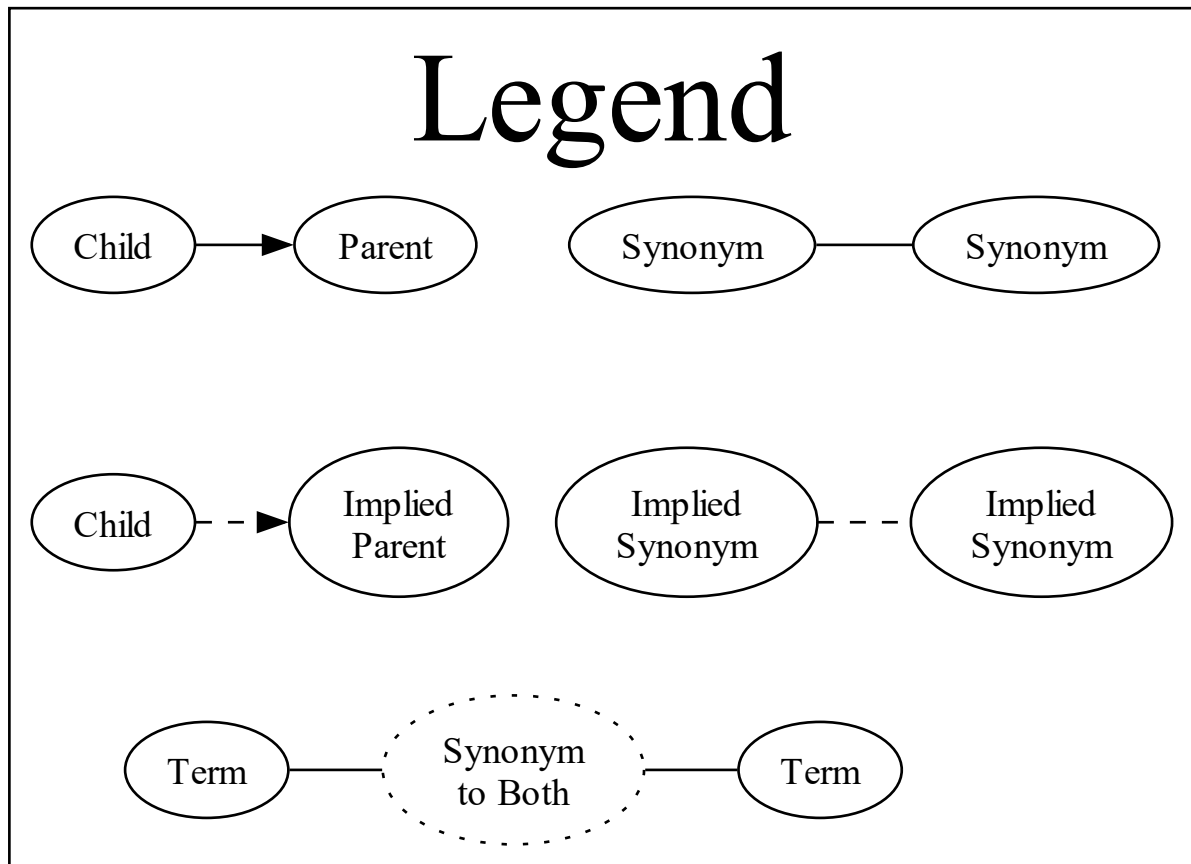 Legend
Child
Parent
Synonym
Synonym
Child
Implied
Parent
Implied
Synonym
Implied
Synonym
Term
Synonym
to Both
Term